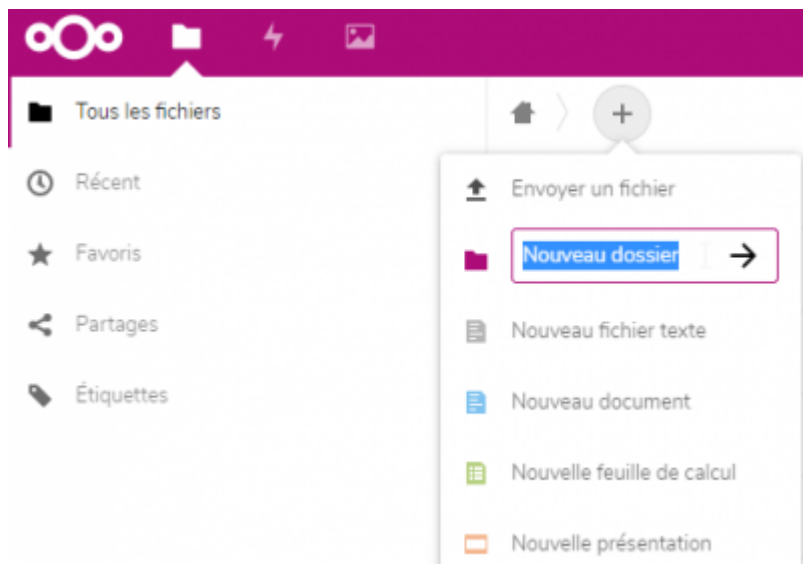 Tous les fichiers
Récent
Favoris
Partages
Étiquettes
Envoyer un fichier
Nouveau dossier
Nouveau fichier texte
Nouveau document
Nouvelle feuille de calcul
Nouvelle présentation